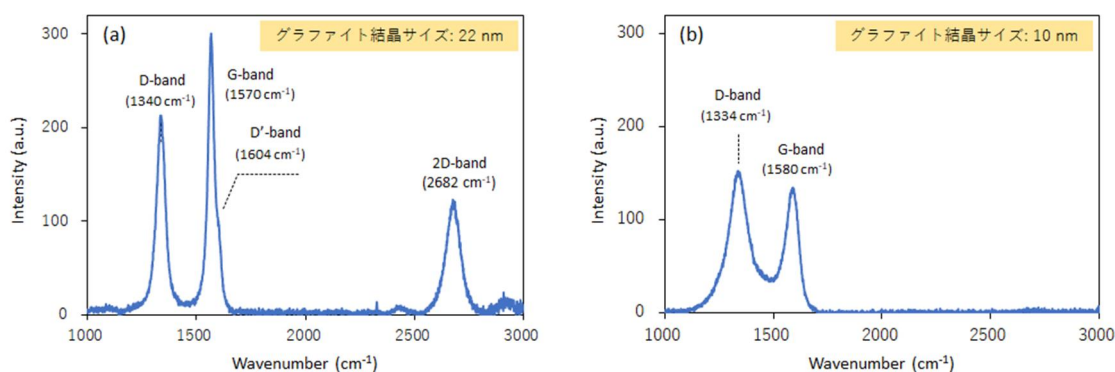 (a)
グラファイト結晶サイズ: 22 nm
D-band
(1340 cm⁻¹)
G-band
(1570 cm⁻¹)
D′-band
(1604 cm⁻¹)
2D-band
(2682 cm⁻¹)
Intensity (a.u.)
300
200
100
0
1000
1500
2000
2500
3000
Wavenumber (cm⁻¹)
(b)
グラファイト結晶サイズ: 10 nm
D-band
(1334 cm⁻¹)
G-band
(1580 cm⁻¹)
Intensity (a.u.)
300
200
100
0
1000
1500
2000
2500
3000
Wavenumber (cm⁻¹)